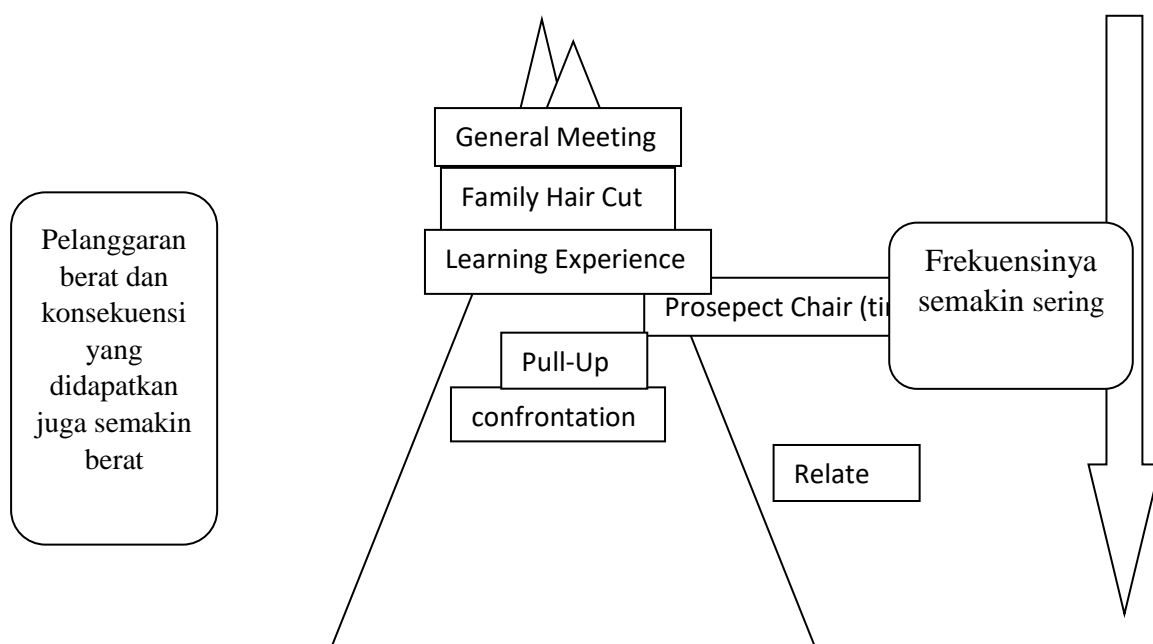 General Meeting
Family Hair Cut
Pelanggaran
berat dan
konsekuensi
yang
didapatkan
juga semakin
berat
Learning Experience
Frekuensinya
semakin sering
Prosepect Chair
Pull-Up
confrontation
Relate